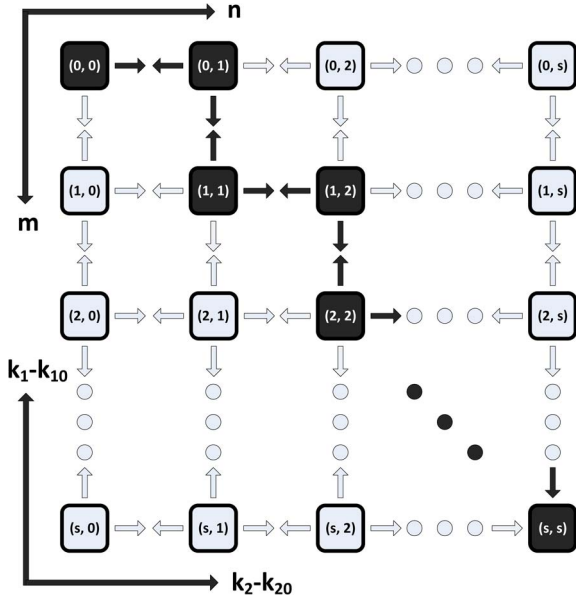 n
(0, 0) (0, 1) (0, 2) (0, s)
(1, 0) (1, 1) (1, 2) (1, s)
m
(2, 0) (2, 1) (2, 2) (2, s)
k₁-k₁₀
(s, 0) (s, 1) (s, 2) (s, s)
k₂-k₂₀